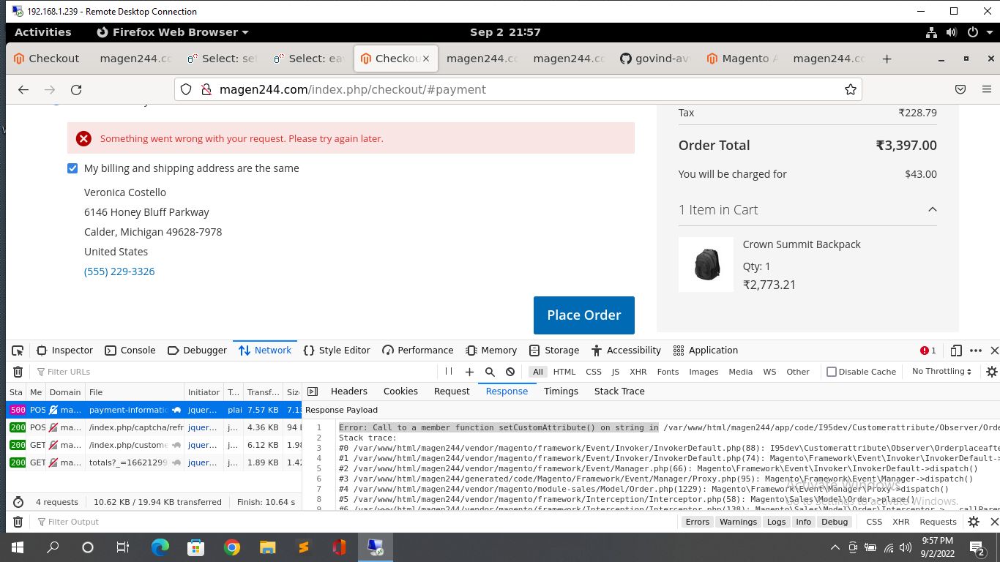 192.168.1.239 - Remote Desktop Connection
Activities Firefox Web Browser Sep 2 21:57
Checkout magen244.co Select: set Select: eav Checkou magen244.co magen244.co govind-av Magento A magen244.co
magen244.com/index.php/checkout/#payment
Tax ₹228.79
Something went wrong with your request. Please try again later.
Order Total ₹3,397.00
My billing and shipping address are the same
You will be charged for $43.00
Veronica Costello
6146 Honey Bluff Parkway
Calder, Michigan 49628-7978
United States
(555) 229-3326
1 Item in Cart
Crown Summit Backpack
Qty: 1
₹2,773.21
Place Order
Inspector Console Debugger Network Style Editor Performance Memory Storage Accessibility Application 1
Filter URLs All HTML CSS JS XHR Fonts Images Media WS Other Disable Cache No Throttling
Sta Me Domain File Initiator T... Transf... Siz Headers Cookies Request Response Timings Stack Trace
500 POS ma... payment-informatio jquer... plai 7.57 KB 7.13
200 POS ma... /index.php/captcha/refr jquer... j... 4.36 KB 94 B
200 GET ma... /index.php/custome jquer... j... 6.12 KB 1.98
200 GET ma... totals?_=16621299 jquer... j... 1.89 KB 1.42
4 requests 10.62 KB / 19.94 KB transferred Finish: 10.64 s
Response Payload
1 Error: Call to a member function setCustomAttribute() on string in /var/www/html/magen244/app/code/I95dev/Customerattribute/Observer/Orde
2 Stack trace:
3 #0 /var/www/html/magen244/vendor/magento/framework/Event/Invoker/InvokerDefault.php(88): I95dev\Customerattribute\Observer\Orderplaceafte
4 #1 /var/www/html/magen244/vendor/magento/framework/Event/Invoker/InvokerDefault.php(74): Magento\Framework\Event\Invoker\InvokerDefault-
5 #2 /var/www/html/magen244/vendor/magento/framework/Event/Manager.php(66): Magento\Framework\Event\Invoker\InvokerDefault->dispatch()
6 #3 /var/www/html/magen244/generated/code/Magento/Framework/Event/Manager/Proxy.php(95): Magento\Framework\Event\Manager->dispatch()
7 #4 /var/www/html/magen244/vendor/magento/module-sales/Model/Order.php(1229): Magento\Framework\Event\Manager\Proxy->dispatch()
8 #5 /var/www/html/magen244/vendor/magento/framework/Interception/Interceptor.php(58): Magento\Sales\Model\Order->place()
9 #6 /var/www/html/magen244/vendor/magento/framework/Interception/Interceptor.php(138): Magento\Sales\Model\Order\Interceptor->___callPare
Activate Windows
Go to Settings to activate Windows.
Filter Output Errors Warnings Logs Info Debug CSS XHR Requests
9:57 PM
9/2/2022
2